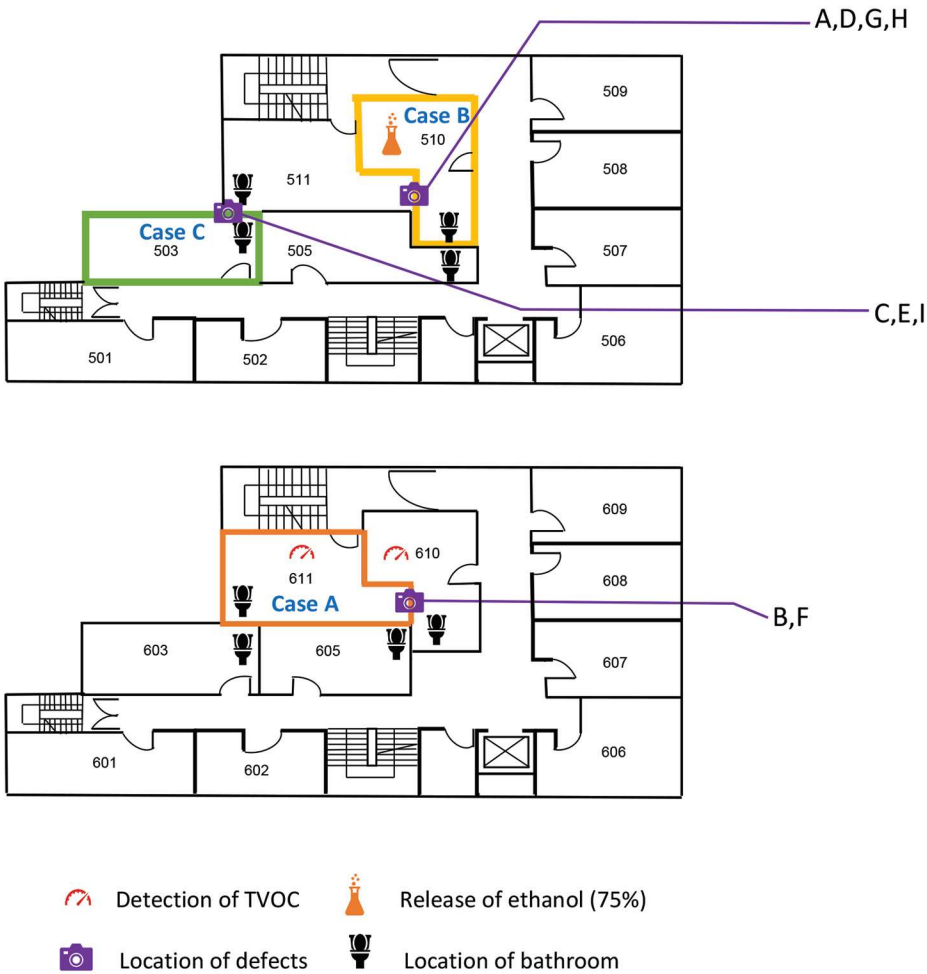 A,D,G,H
509
Case B
510
508
511
Case C
503
505
507
C,E,I
506
501
502
609
610
611
608
Case A
B,F
603
605
607
601
602
606
Detection of TVOC
Release of ethanol (75%)
Location of defects
Location of bathroom